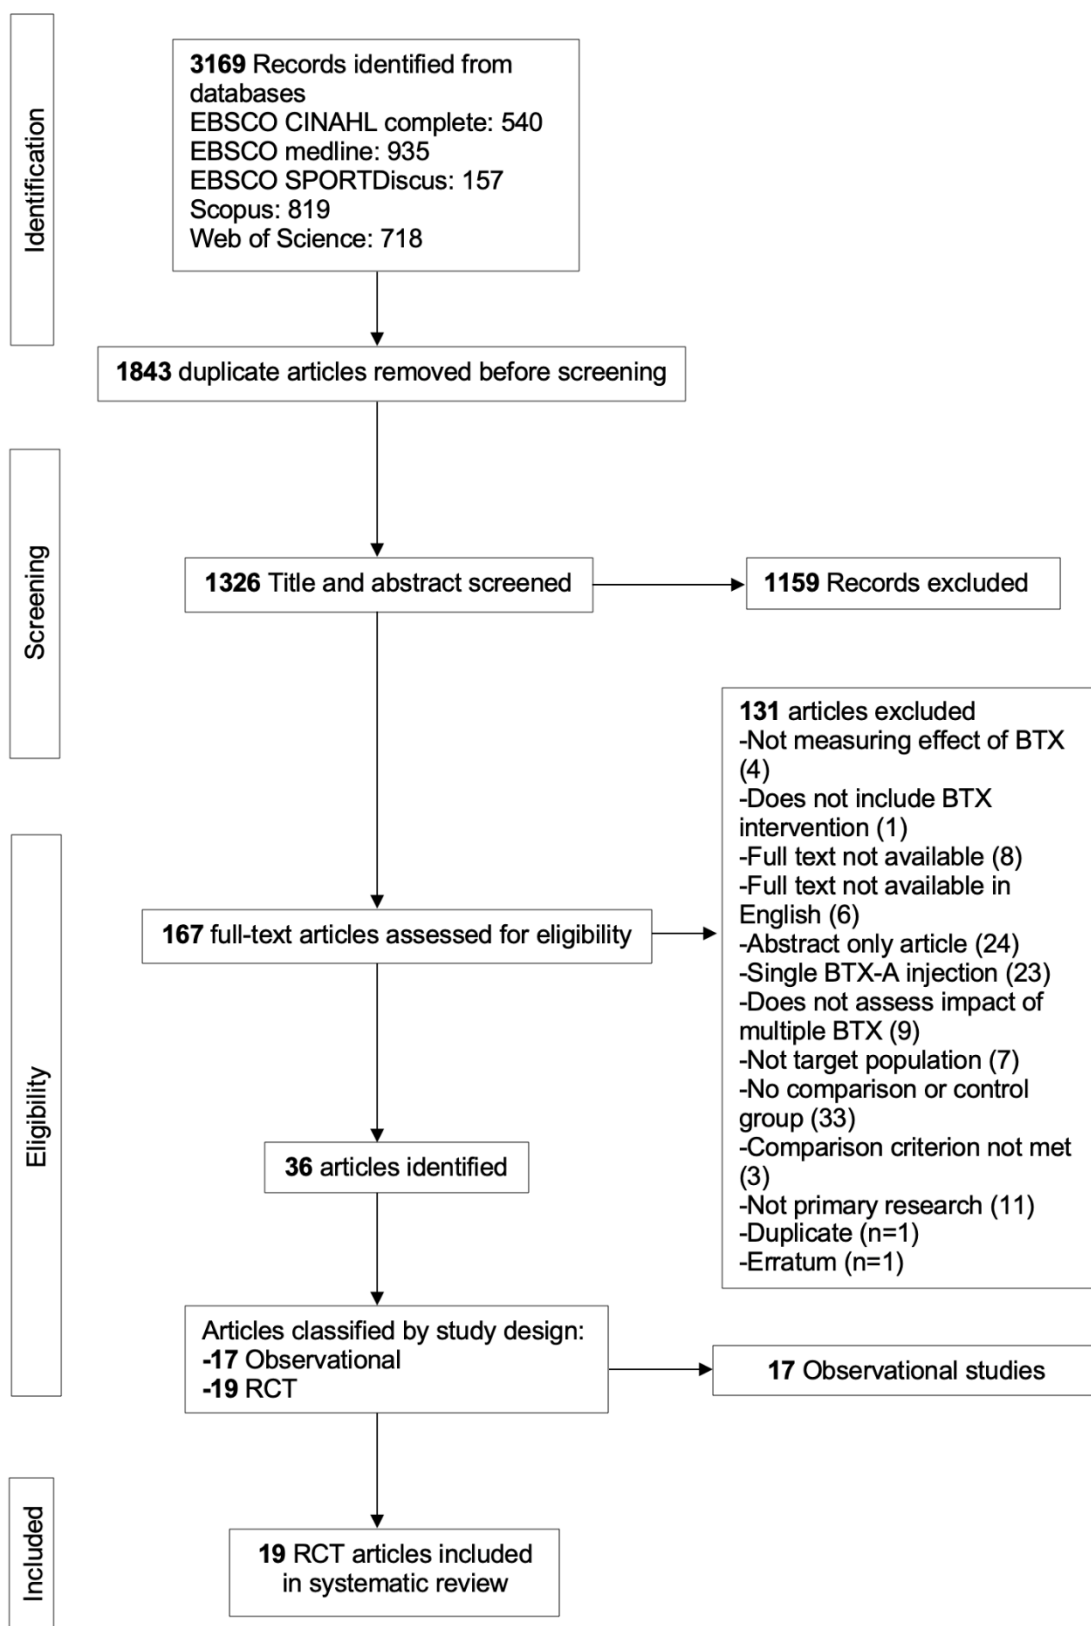 Identification
3169 Records identified from
databases
EBSCO CINAHL complete: 540
EBSCO medline: 935
EBSCO SPORTDiscus: 157
Scopus: 819
Web of Science: 718
1843 duplicate articles removed before screening
Screening
1326 Title and abstract screened
1159 Records excluded
Eligibility
167 full-text articles assessed for eligibility
131 articles excluded
-Not measuring effect of BTX
(4)
-Does not include BTX
intervention (1)
-Full text not available (8)
-Full text not available in
English (6)
-Abstract only article (24)
-Single BTX-A injection (23)
-Does not assess impact of
multiple BTX (9)
-Not target population (7)
-No comparison or control
group (33)
-Comparison criterion not met
(3)
-Not primary research (11)
-Duplicate (n=1)
-Erratum (n=1)
36 articles identified
Articles classified by study design:
-17 Observational
-19 RCT
17 Observational studies
Included
19 RCT articles included
in systematic review